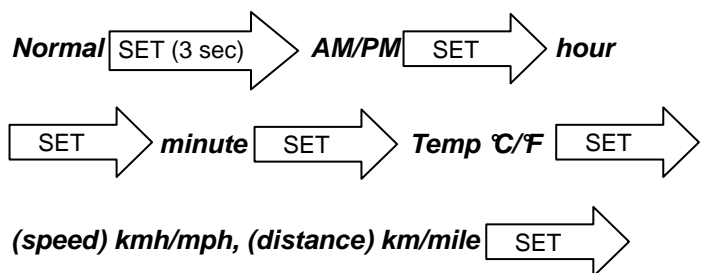 Normal SET (3 sec) AM/PM SET hour
SET minute SET Temp °C/°F SET
(speed) kmh/mph, (distance) km/mile SET